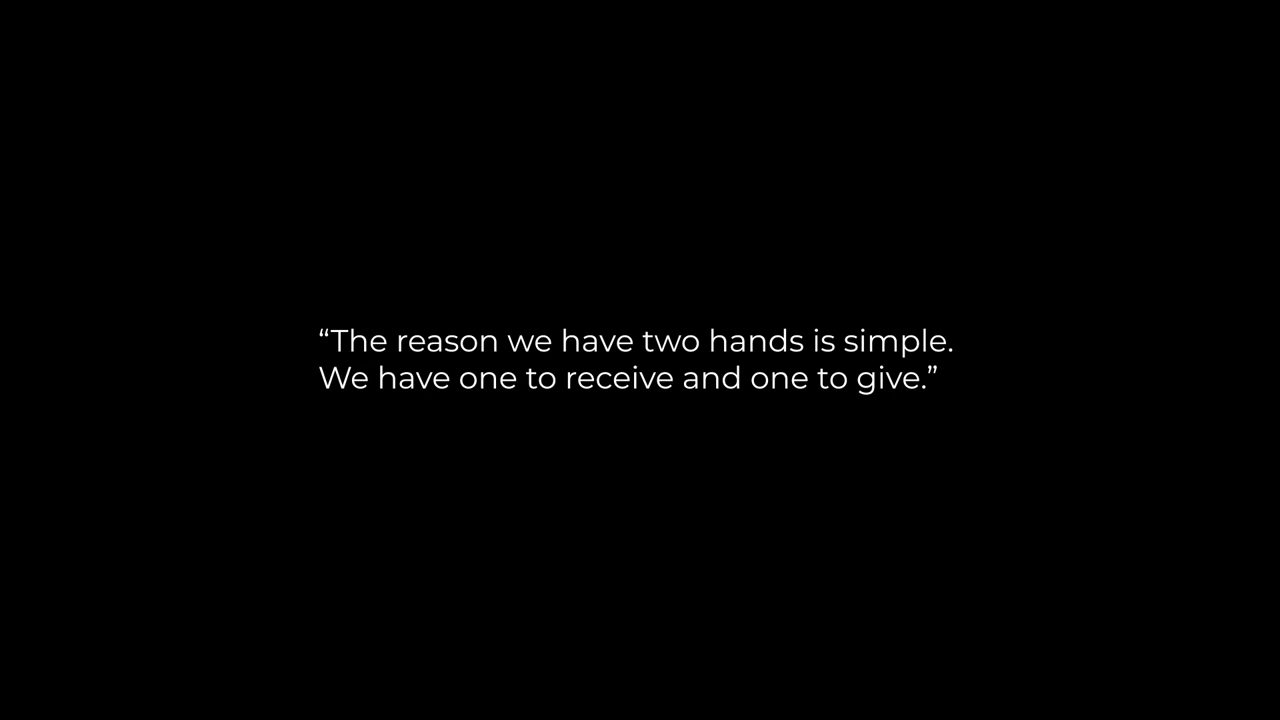 “The reason we have two hands is simple.
We have one to receive and one to give.”